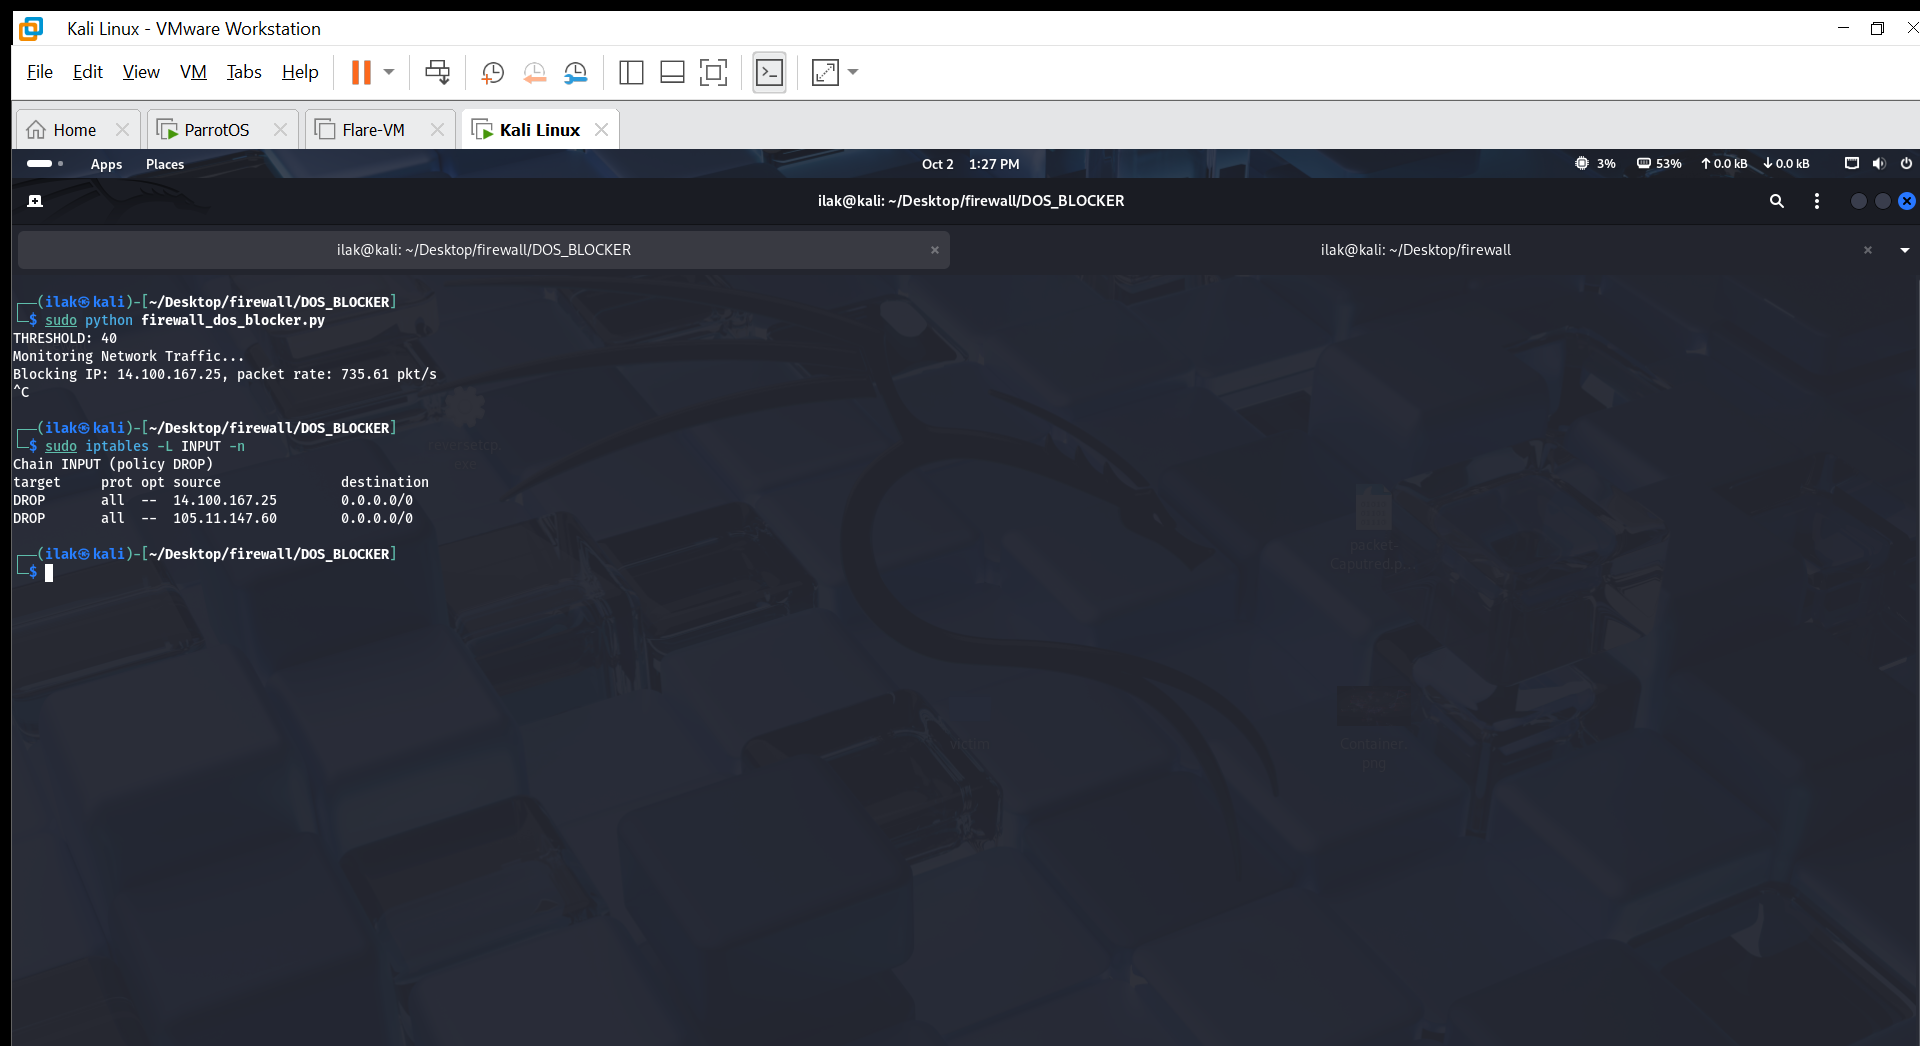 Kali Linux - VMware Workstation
File Edit View VM Tabs Help
Home ParrotOS Flare-VM Kali Linux
Apps Places Oct 2 1:27 PM 3% 53% ↑0.0 kB ↓0.0 kB
ilak@kali: ~/Desktop/firewall/DOS_BLOCKER
ilak@kali: ~/Desktop/firewall/DOS_BLOCKER ilak@kali: ~/Desktop/firewall
┌──(ilak㉿kali)-[~/Desktop/firewall/DOS_BLOCKER]
└─$ sudo python firewall_dos_blocker.py
THRESHOLD: 40
Monitoring Network Traffic...
Blocking IP: 14.100.167.25, packet rate: 735.61 pkt/s
^C
┌──(ilak㉿kali)-[~/Desktop/firewall/DOS_BLOCKER]
└─$ sudo iptables -L INPUT -n
Chain INPUT (policy DROP)
target     prot opt source               destination
DROP       all  --  14.100.167.25        0.0.0.0/0
DROP       all  --  105.11.147.60        0.0.0.0/0
┌──(ilak㉿kali)-[~/Desktop/firewall/DOS_BLOCKER]
└─$
packet-
Caputred.p...
victim
Container.
png